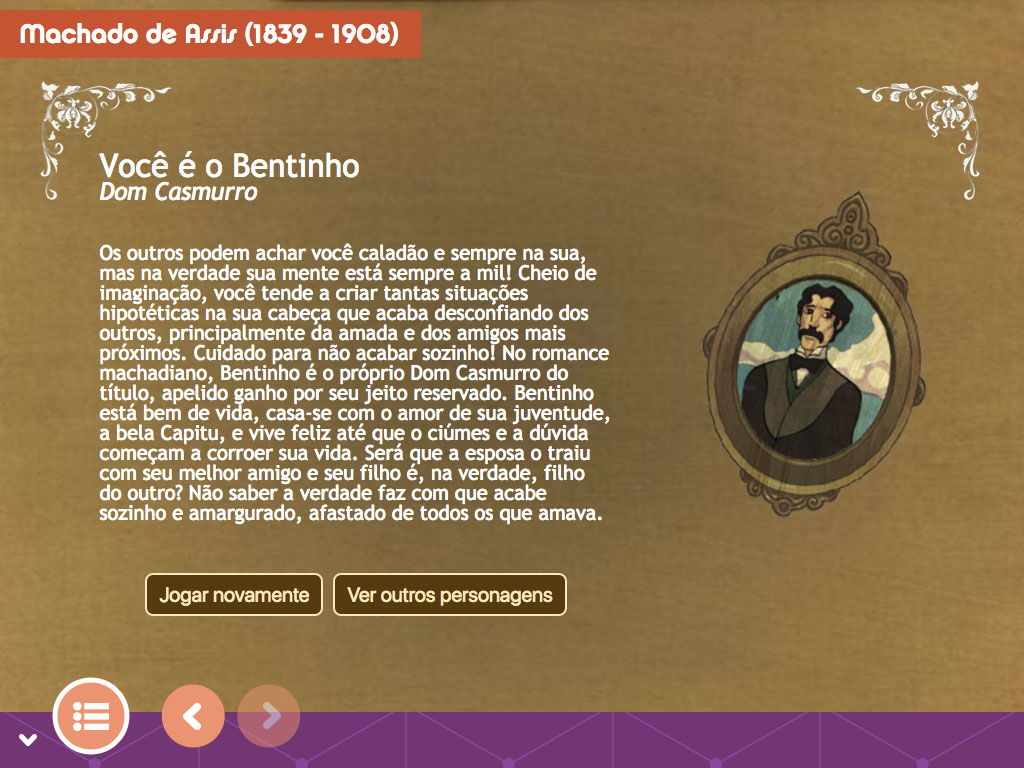 Machado de Assis (1839 - 1908)
Você é o Bentinho
Dom Casmurro
Os outros podem achar você caladão e sempre na sua,
mas na verdade sua mente está sempre a mil! Cheio de
imaginação, você tende a criar tantas situações
hipotéticas na sua cabeça que acaba desconfiando dos
outros, principalmente da amada e dos amigos mais
próximos. Cuidado para não acabar sozinho! No romance
machadiano, Bentinho é o próprio Dom Casmurro do
título, apelido ganho por seu jeito reservado. Bentinho
está bem de vida, casa-se com o amor de sua juventude,
a bela Capitu, e vive feliz até que o ciúmes e a dúvida
começam a corroer sua vida. Será que a esposa o traiu
com seu melhor amigo e seu filho é, na verdade, filho
do outro? Não saber a verdade faz com que acabe
sozinho e amargurado, afastado de todos os que amava.
Jogar novamente
Ver outros personagens